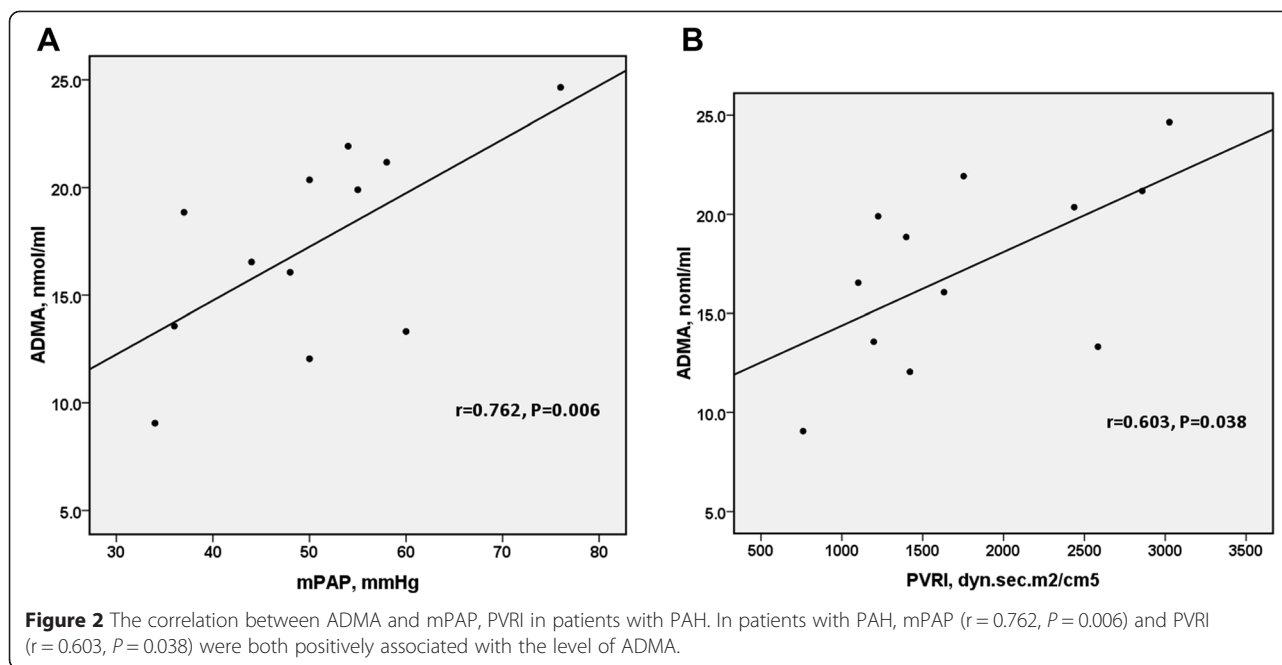 A
25.0
20.0
15.0
10.0
5.0
ADMA, nmol/ml
r=0.762, P=0.006
30 40 50 60 70 80
mPAP, mmHg
B
25.0
20.0
15.0
10.0
5.0
ADMA, noml/ml
r=0.603, P=0.038
500 1000 1500 2000 2500 3000 3500
PVRI, dyn.sec.m2/cm5
Figure 2 The correlation between ADMA and mPAP, PVRI in patients with PAH. In patients with PAH, mPAP (r = 0.762, P = 0.006) and PVRI
(r = 0.603, P = 0.038) were both positively associated with the level of ADMA.